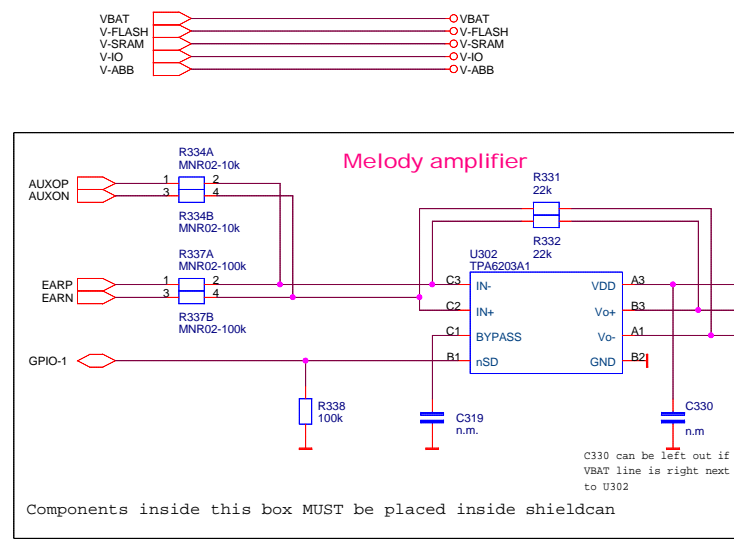 VBAT VBAT
V-FLASH V-FLASH
V-SRAM V-SRAM
V-IO V-IO
V-ABB V-ABB
Melody amplifier
R334A
MNR02-10k
AUXOP 1 2
AUXON 3 4
R334B
MNR02-10k
R331
22k
R332
22k
R337A
MNR02-100k
EARP 1 2
EARN 3 4
R337B
MNR02-100k
U302
TPA6203A1
C3 IN- VDD A3
C2 IN+ Vo+ B3
C1 BYPASS Vo- A1
B1 nSD GND B2
GPIO-1
R338
100k
C319
n.m.
C330
n.m
C330 can be left out if
VBAT line is right next
to U302
Components inside this box MUST be placed inside shieldcan